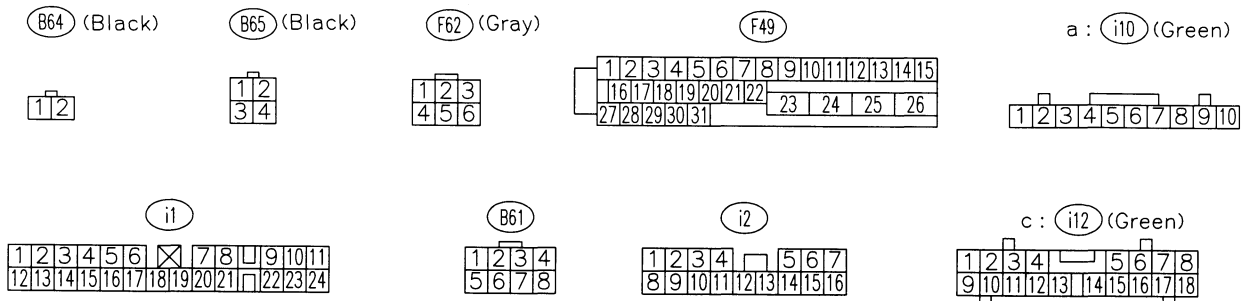 B64 (Black) B65 (Black) F62 (Gray) F49 a : i10 (Green)
1 2
1 2
3 4
1 2 3
4 5 6
1 2 3 4 5 6 7 8 9 10 11 12 13 14 15
16 17 18 19 20 21 22 23 24 25 26
27 28 29 30 31
1 2 3 4 5 6 7 8 9 10
i1 B61 i2 c : i12 (Green)
1 2 3 4 5 6 7 8 9 10 11
12 13 14 15 16 17 18 19 20 21 22 23 24
1 2 3 4
5 6 7 8
1 2 3 4 5 6 7
8 9 10 11 12 13 14 15 16
1 2 3 4 5 6 7 8
9 10 11 12 13 14 15 16 17 18